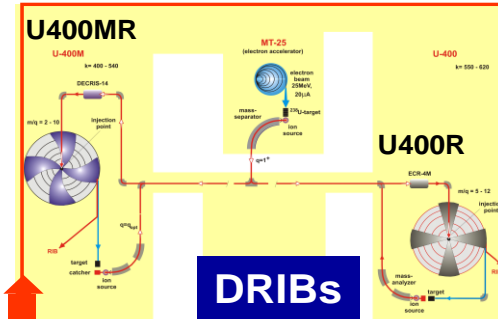 U400MR
U-400M
k= 400 - 540
DECRIS-14
m/q = 2 - 10
injection
point
RIB
q=q opt
target
catcher
ion
source
MT-25
(electron accelerator)
electron
beam
25MeV,
20μA
mass-
separator
238U-target
ion
source
q=1+
U-400
k= 550 - 620
U400R
ECR-4M
m/q = 5 - 12
injection
point
RI
mass-
analyzer
target
ion
source
DRIBs